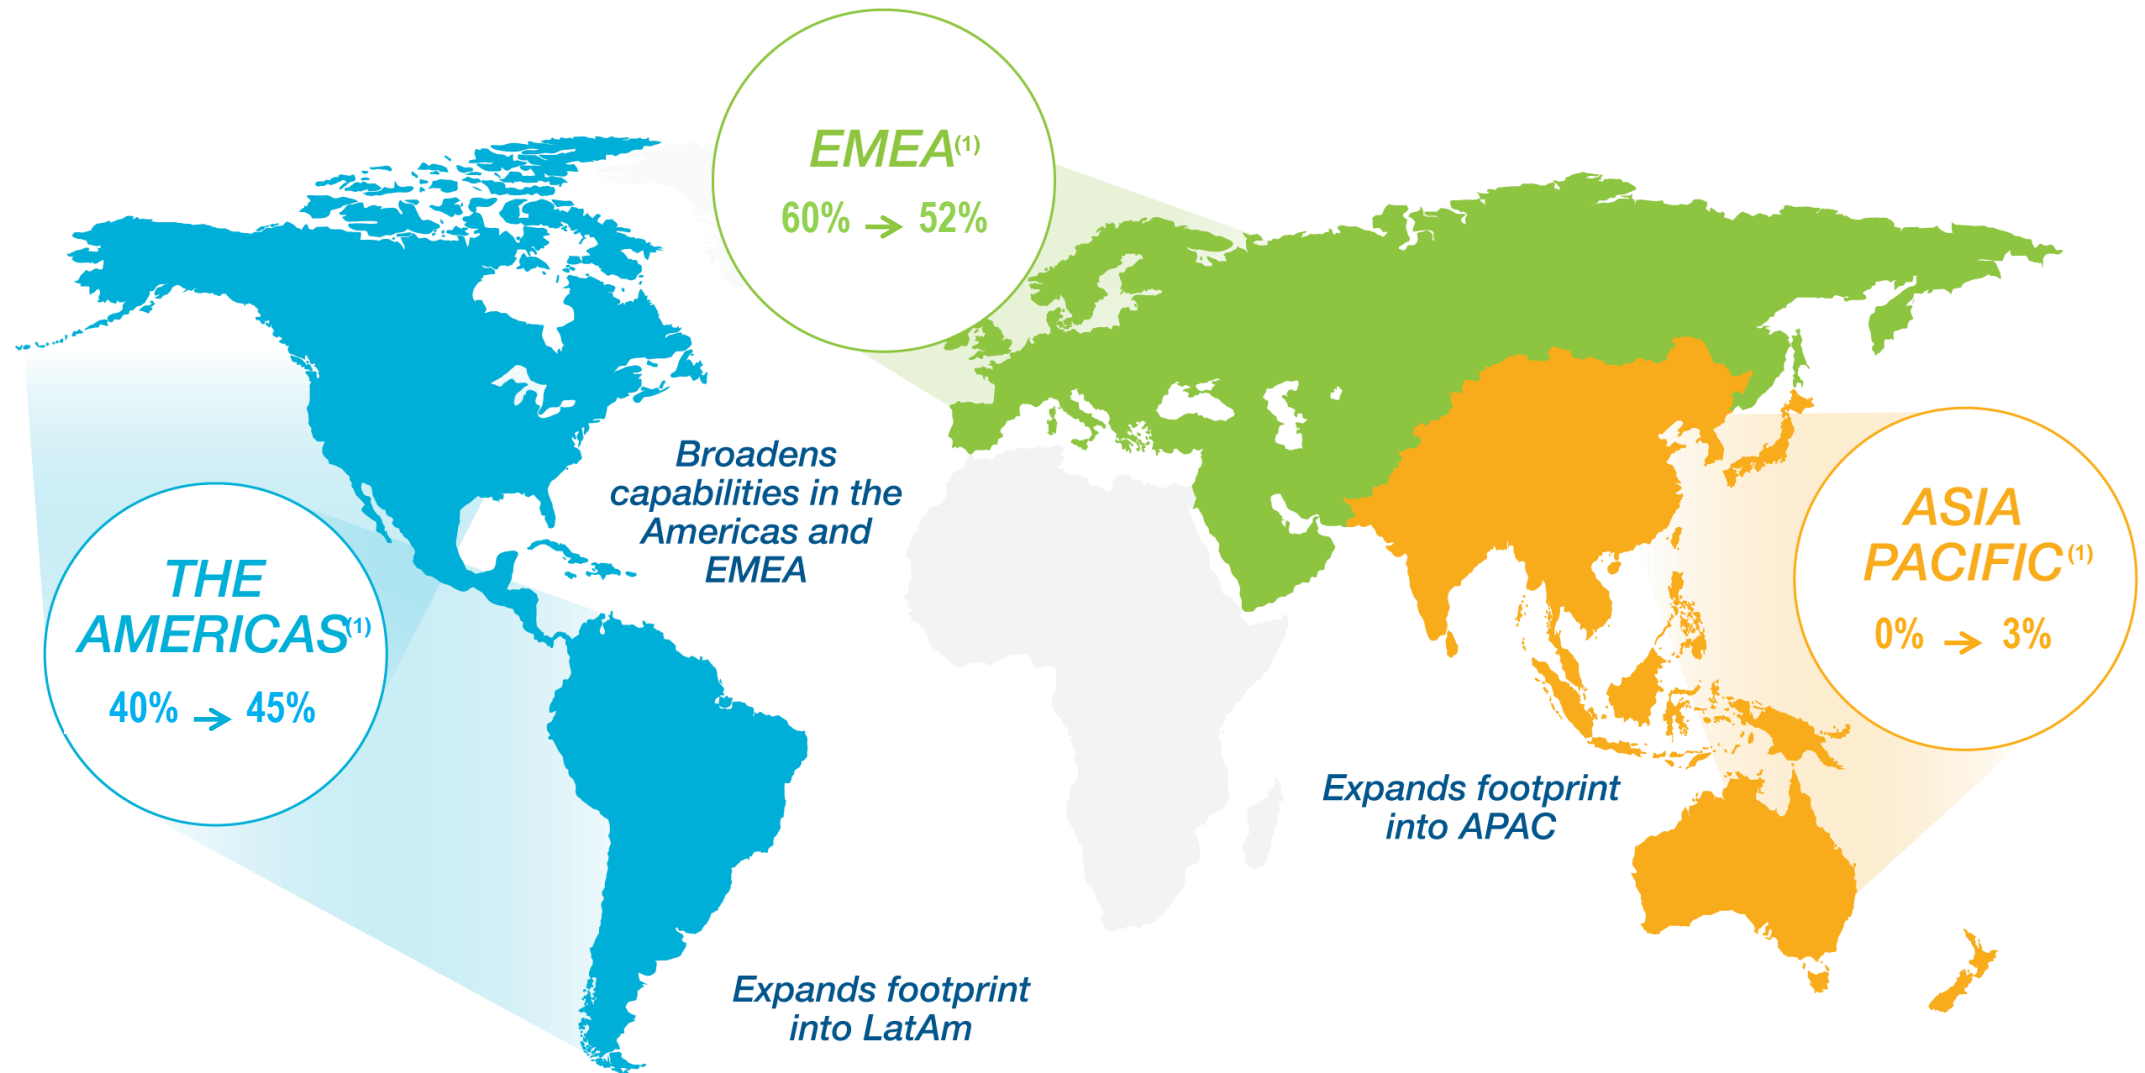 EMEA(1)
60% → 52%
Broadens
capabilities in the
Americas and
EMEA
THE
AMERICAS(1)
40% → 45%
ASIA
PACIFIC(1)
0% → 3%
Expands footprint
into APAC
Expands footprint
into LatAm